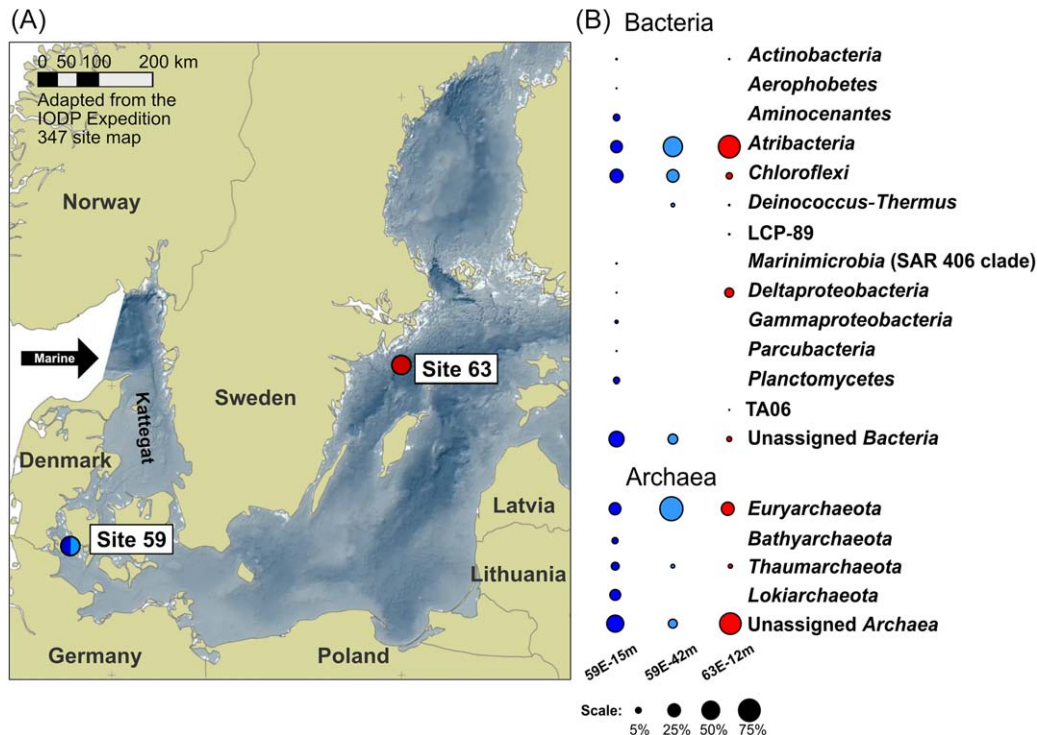 (A)
0 50 100 200 km
Adapted from the
IODP Expedition
347 site map
Norway
Marine
Kattegat
Sweden
Site 63
Denmark
Site 59
Latvia
Lithuania
Germany
Poland
(B) Bacteria
Actinobacteria
Aerophobetes
Aminocenantes
Atribacteria
Chloroflexi
Deinococcus-Thermus
LCP-89
Marinimicrobia (SAR 406 clade)
Deltaproteobacteria
Gammaproteobacteria
Parcubacteria
Planctomycetes
TA06
Unassigned Bacteria
Archaea
Euryarchaeota
Bathyarchaeota
Thaumarchaeota
Lokiarchaeota
Unassigned Archaea
59E-15m 59E-42m 63E-12m
Scale:
5% 25% 50% 75%